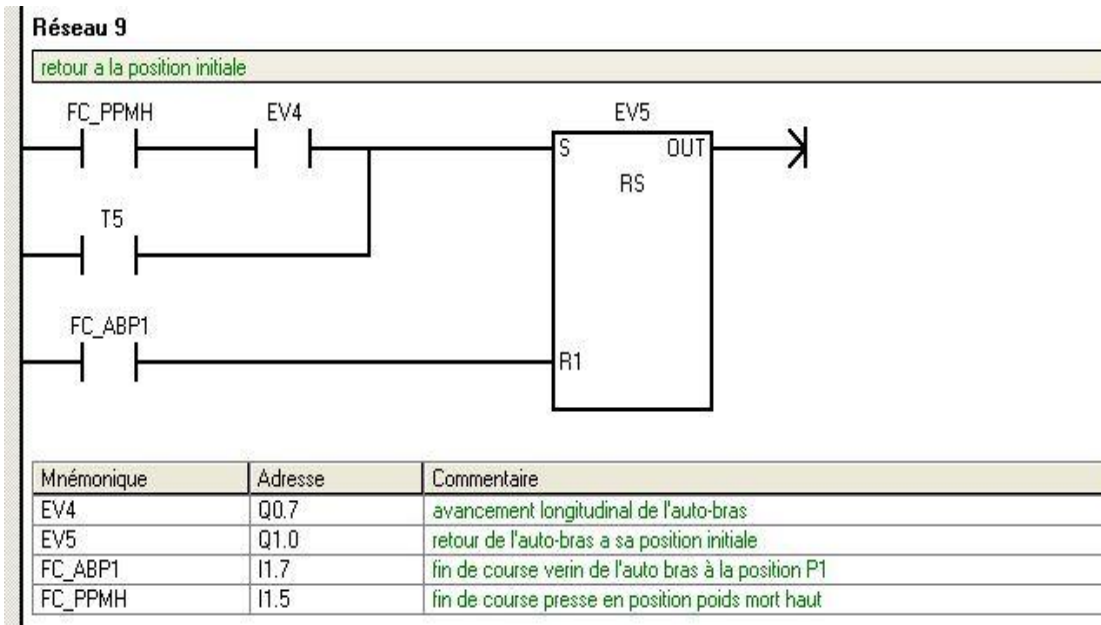 Réseau 9
retour a la position initiale
FC_PPMH EV4 EV5
S OUT
RS
T5
FC_ABP1
R1
Mnémonique Adresse Commentaire
EV4 Q0.7 avancement longitudinal de l'auto-bras
EV5 Q1.0 retour de l'auto-bras a sa position initiale
FC_ABP1 I1.7 fin de course verin de l'auto bras à la position P1
FC_PPMH I1.5 fin de course presse en position poids mort haut